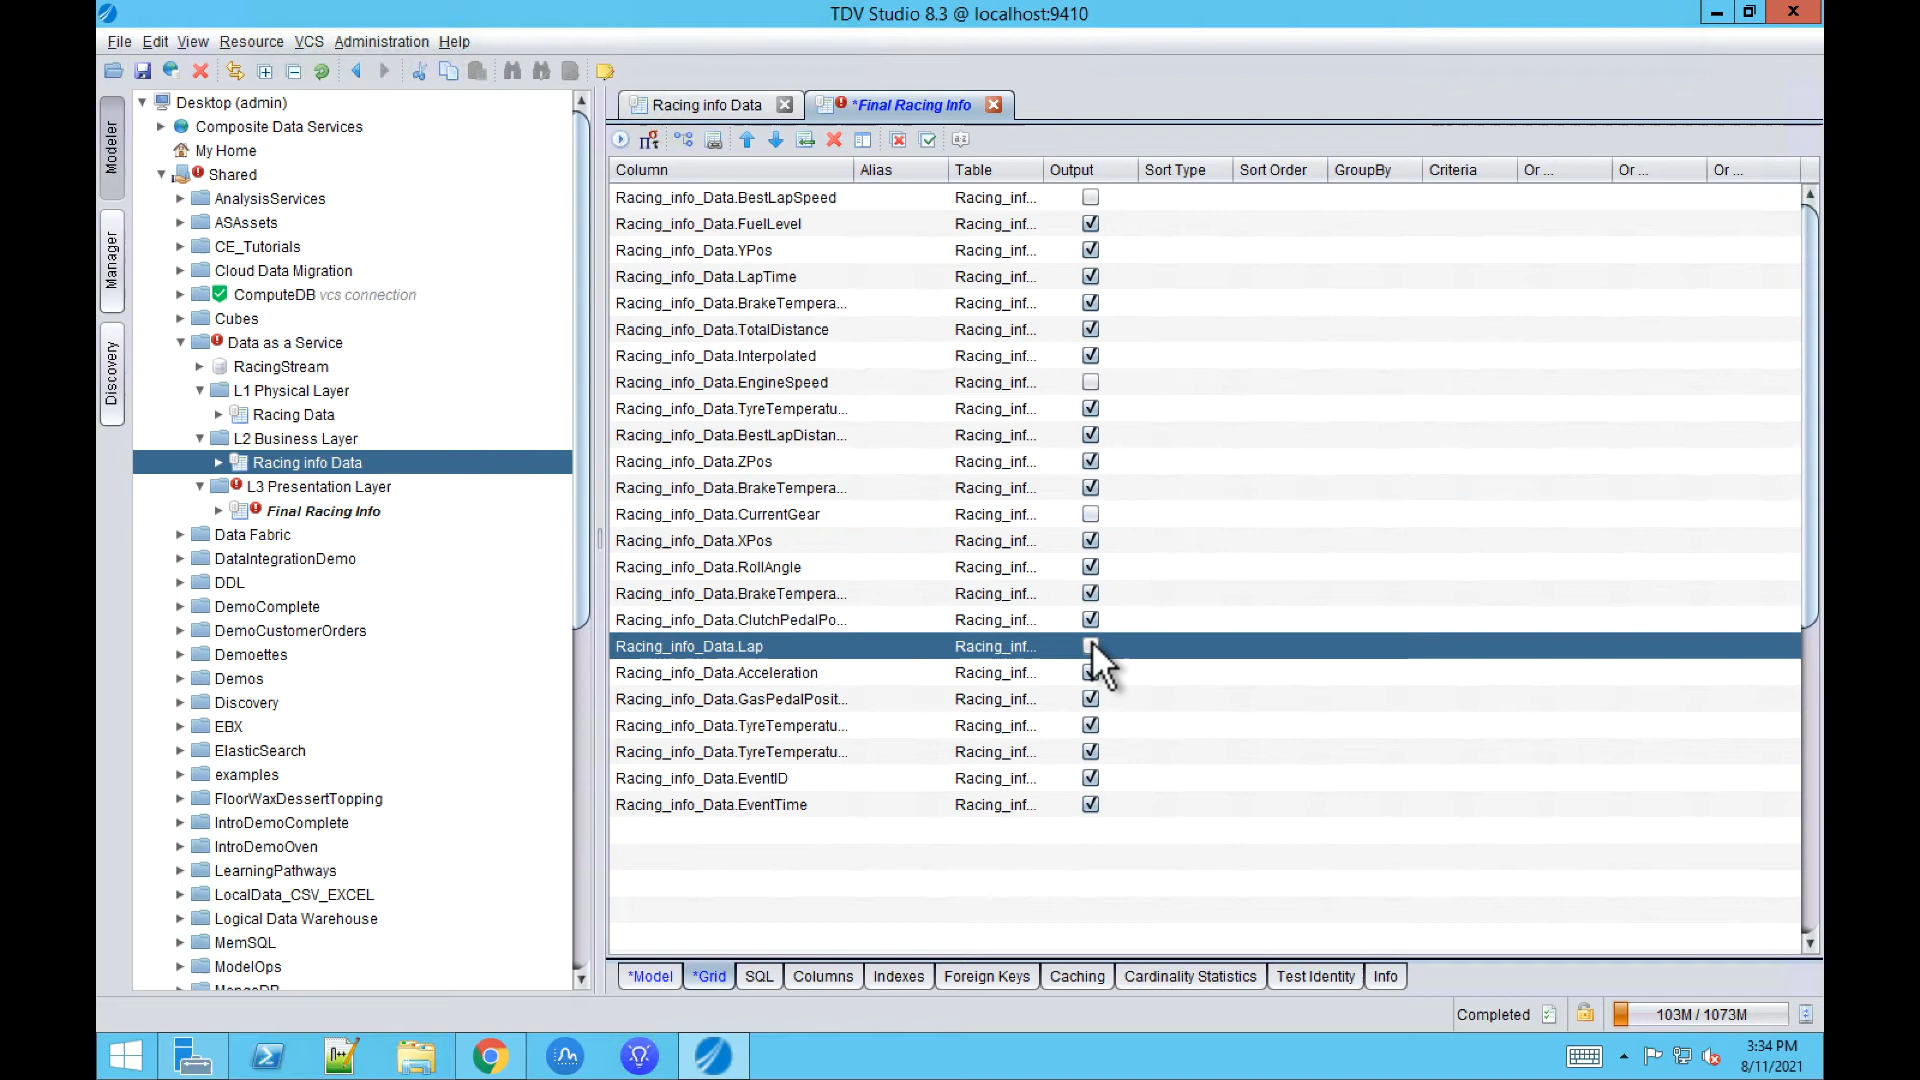 TDV Studio 8.3 @ localhost:9410
File Edit View Resource VCS Administration Help
Modeler
Manager
Discovery
Desktop (admin)
Composite Data Services
My Home
Shared
AnalysisServices
ASAssets
CE_Tutorials
Cloud Data Migration
ComputeDB vcs connection
Cubes
Data as a Service
RacingStream
L1 Physical Layer
Racing Data
L2 Business Layer
Racing info Data
L3 Presentation Layer
Final Racing Info
Data Fabric
DataIntegrationDemo
DDL
DemoComplete
DemoCustomerOrders
Demoettes
Demos
Discovery
EBX
ElasticSearch
examples
FloorWaxDessertTopping
IntroDemoComplete
IntroDemoOven
LearningPathways
LocalData_CSV_EXCEL
Logical Data Warehouse
MemSQL
ModelOps
Racing info Data *Final Racing Info
Column Alias Table Output Sort Type Sort Order GroupBy Criteria Or ... Or ... Or ...
Racing_info_Data.BestLapSpeed Racing_inf...
Racing_info_Data.FuelLevel Racing_inf...
Racing_info_Data.YPos Racing_inf...
Racing_info_Data.LapTime Racing_inf...
Racing_info_Data.BrakeTempera... Racing_inf...
Racing_info_Data.TotalDistance Racing_inf...
Racing_info_Data.Interpolated Racing_inf...
Racing_info_Data.EngineSpeed Racing_inf...
Racing_info_Data.TyreTemperatu... Racing_inf...
Racing_info_Data.BestLapDistan... Racing_inf...
Racing_info_Data.ZPos Racing_inf...
Racing_info_Data.BrakeTempera... Racing_inf...
Racing_info_Data.CurrentGear Racing_inf...
Racing_info_Data.XPos Racing_inf...
Racing_info_Data.RollAngle Racing_inf...
Racing_info_Data.BrakeTempera... Racing_inf...
Racing_info_Data.ClutchPedalPo... Racing_inf...
Racing_info_Data.Lap Racing_inf...
Racing_info_Data.Acceleration Racing_inf...
Racing_info_Data.GasPedalPosit... Racing_inf...
Racing_info_Data.TyreTemperatu... Racing_inf...
Racing_info_Data.TyreTemperatu... Racing_inf...
Racing_info_Data.EventID Racing_inf...
Racing_info_Data.EventTime Racing_inf...
*Model *Grid SQL Columns Indexes Foreign Keys Caching Cardinality Statistics Test Identity Info
Completed 103M / 1073M
3:34 PM
8/11/2021